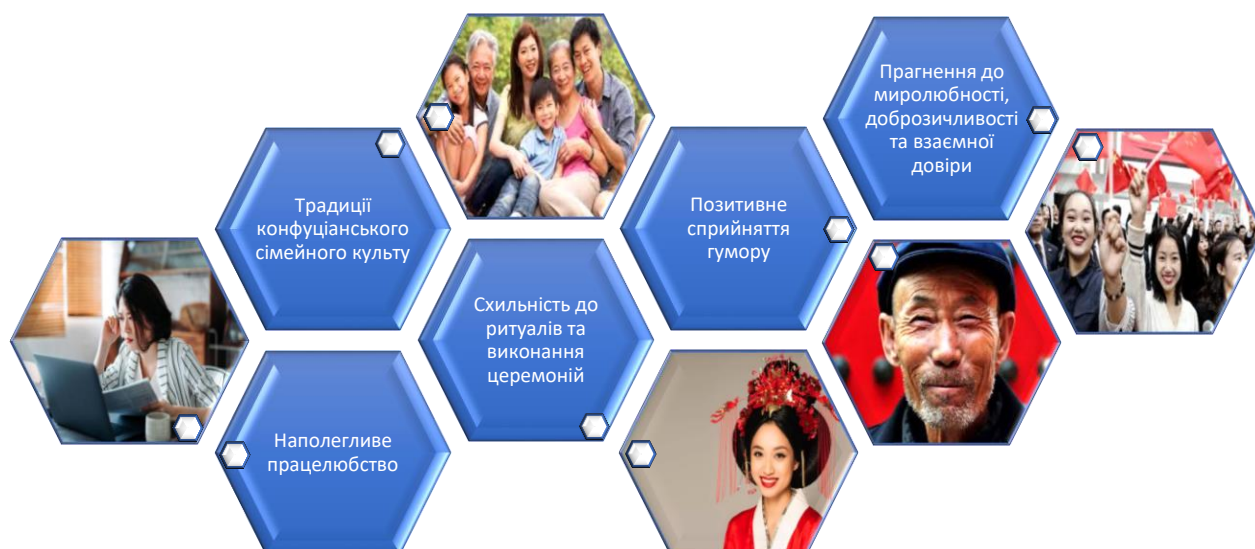 Традиції
конфуціанського
сімейного культу
Наполегливе
працелюбство
Схильність до
ритуалів та
виконання
церемоній
Позитивне
сприйняття
гумору
Прагнення до
миролюбності,
доброзичливості
та взаємної
довіри